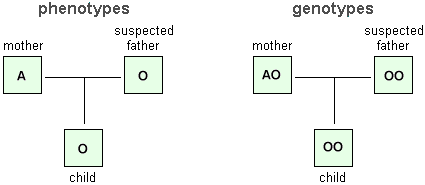 phenotypes
mother
suspected
father
A
O
O
child
genotypes
mother
suspected
father
AO
OO
OO
child